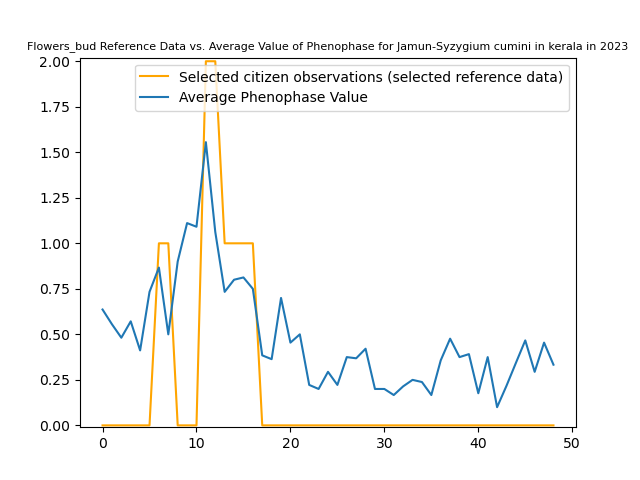 Flowers_bud Reference Data vs. Average Value of Phenophase for Jamun-Syzygium cumini in kerala in 2023
Selected citizen observations (selected reference data)
Average Phenophase Value
2.00
1.75
1.50
1.25
1.00
0.75
0.50
0.25
0.00
0 10 20 30 40 50